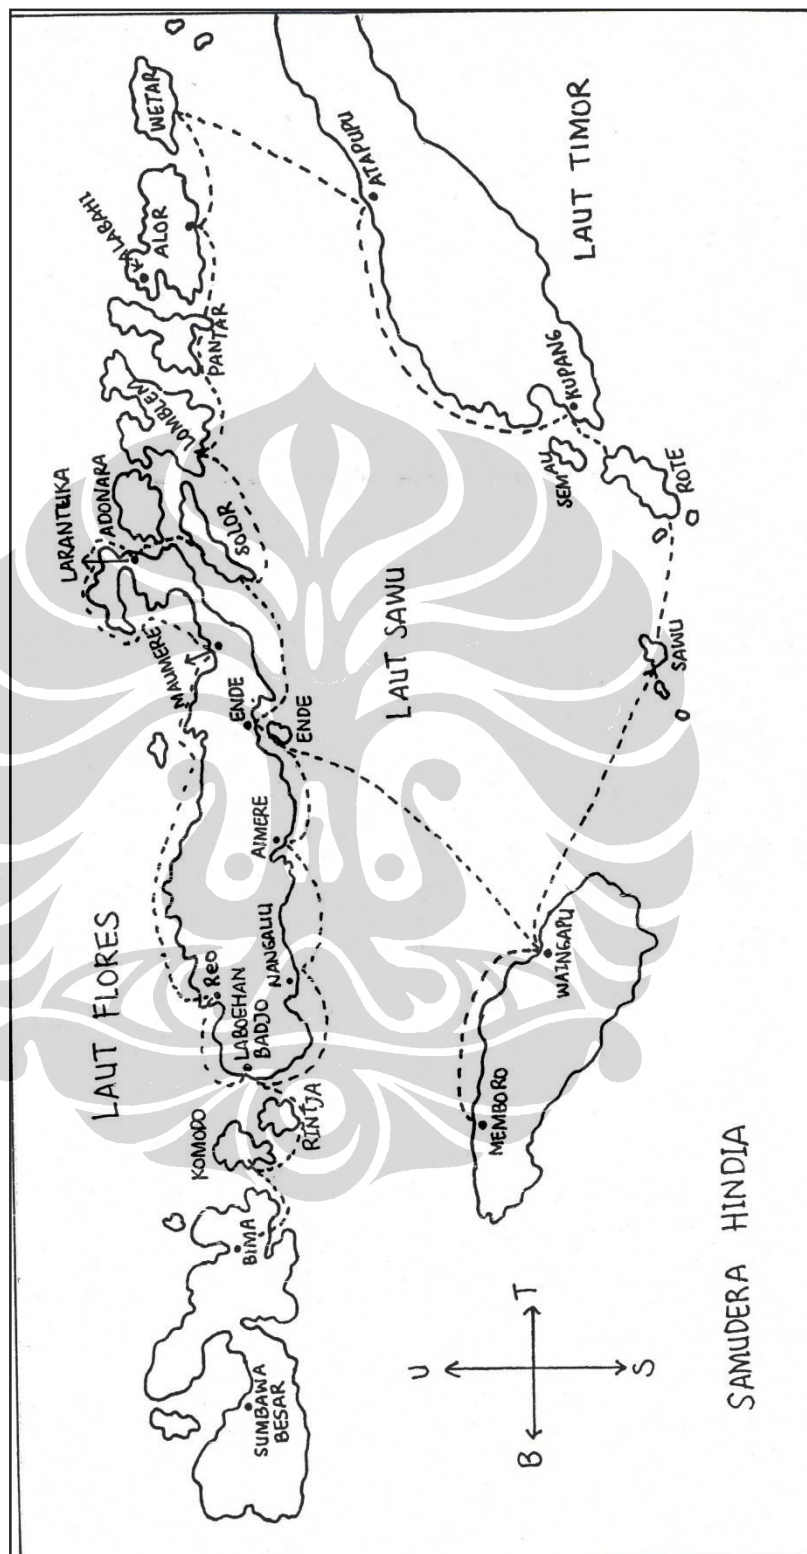 LAUT FLORES
LARANTUKA
ADONARA
KALABAHI
WETAR
ALOR
PANTAR
LOMBLEM
SOLOR
MAUMERE
ENDE
ENDE
AIMERE
REO
LABOEHAN
BADJO
NANGALILI
KOMODO
RINTJA
BIMA
SUMBAWA
BESAR
LAUT SAWU
ATAPUPU
KUPANG
SEMAU
ROTE
LAUT TIMOR
SAWU
WAINGAPU
MEMBORO
U
B
T
S
SAMUDERA HINDIA